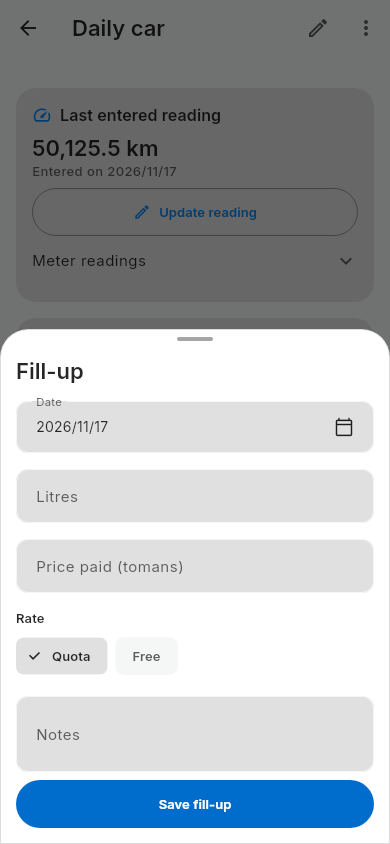 Daily car
Last entered reading
50,125.5 km
Entered on 2026/11/17
Update reading
Meter readings
Fill-up
Date
2026/11/17
Litres
Price paid (tomans)
Rate
Quota
Free
Notes
Save fill-up